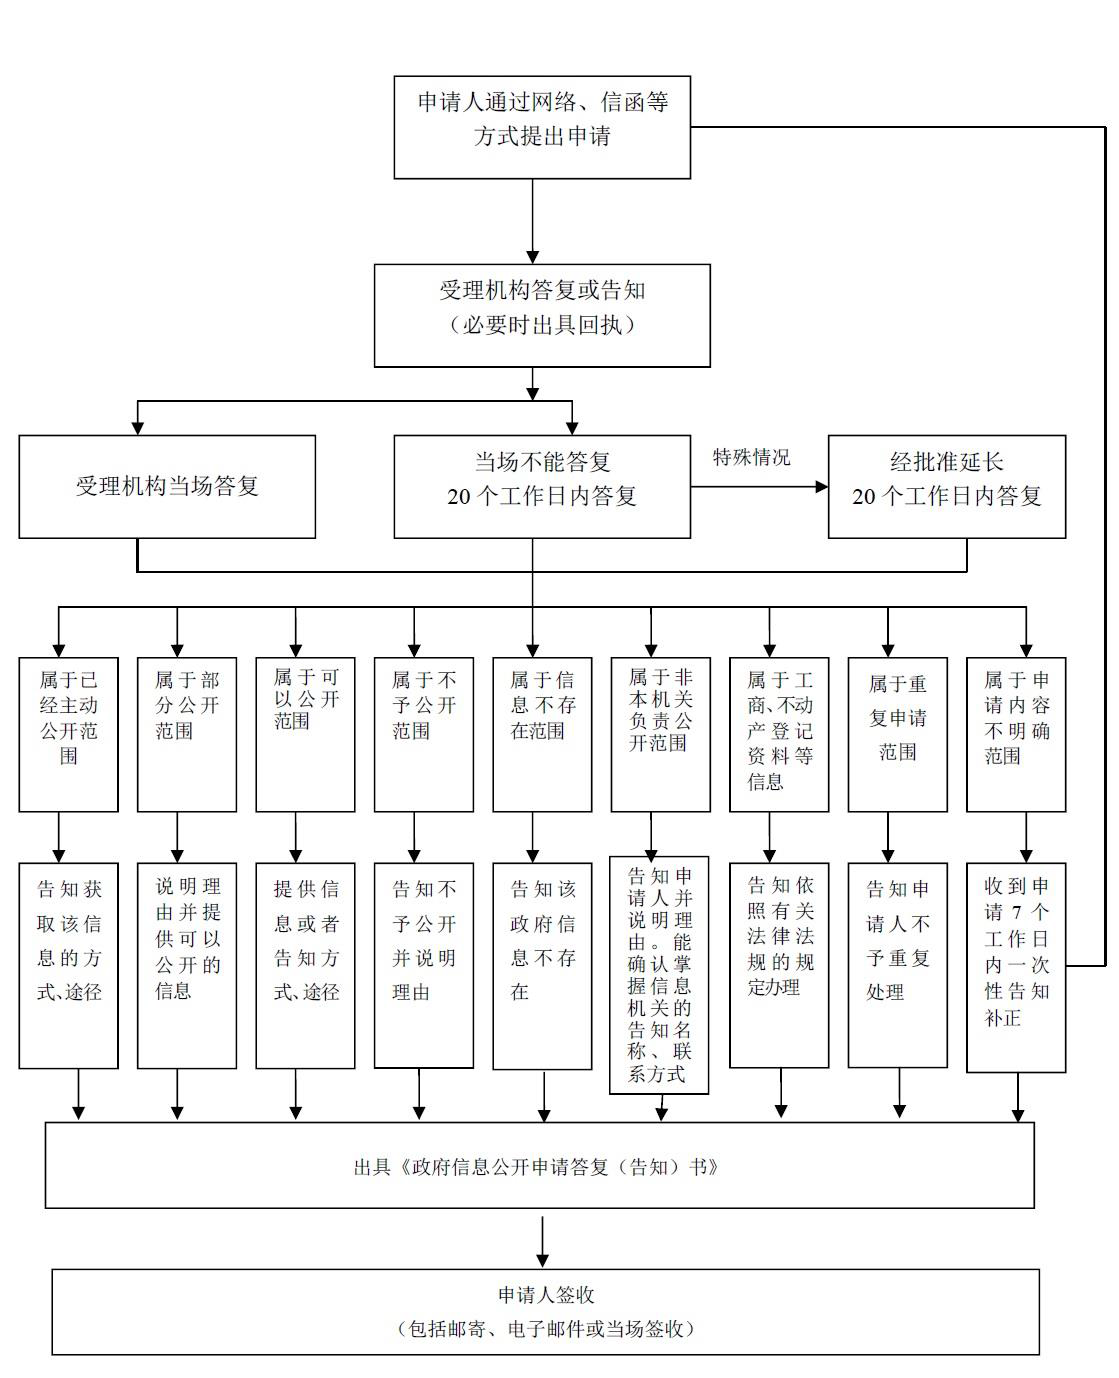 申请人通过网络、信函等
方式提出申请
受理机构答复或告知
（必要时出具回执）
受理机构当场答复
当场不能答复
20 个工作日内答复
特殊情况
经批准延长
20 个工作日内答复
属于已
经主动
公开范
围
属于部
分公开
范围
属于可
以公开
范围
属于不
予公开
范围
属于信
息不存
在范围
属于非
本机关
负责公
开范围
属于工
商、不动
产登记
资料等
信息
属于重
复申请
范围
属于申
请内容
不明确
范围
告知获
取该信
息的方
式、途径
说明理
由并提
供可以
公开的
信息
提供信
息或者
告知方
式、途径
告知不
予公开
并说明
理由
告知该
政府信
息不存
在
告知申
请人并
说明理
由。能
确认掌
握信息
机关的
告知名
称、联
系方式
告知依
照有关
法律法
规的规
定办理
告知申
请人不
予重复
处理
收到申
请 7 个
工作日
内一次
性告知
补正
出具《政府信息公开申请答复（告知）书》
申请人签收
（包括邮寄、电子邮件或当场签收）